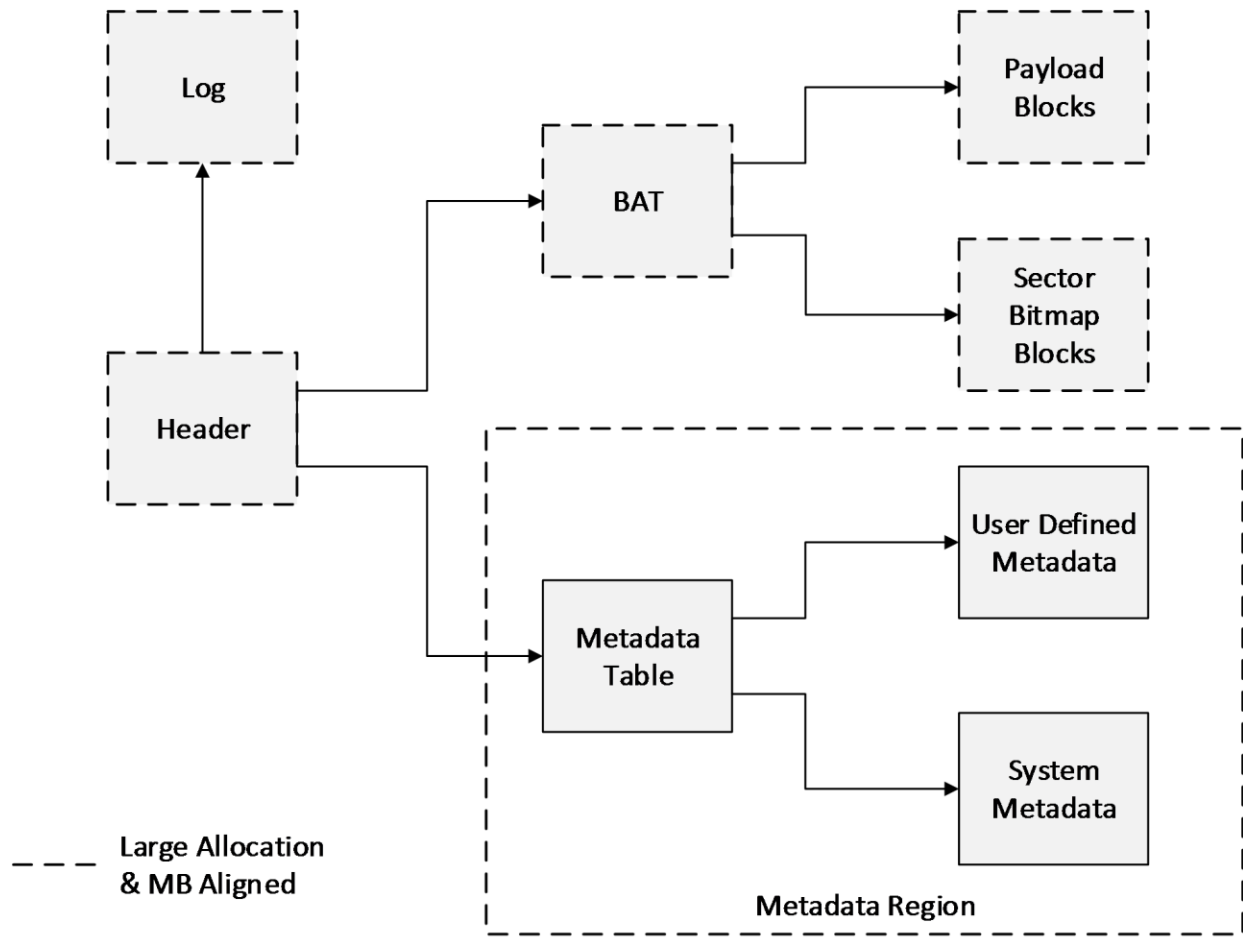 Log
Payload
Blocks
BAT
Sector
Bitmap
Blocks
Header
User Defined
Metadata
Metadata
Table
System
Metadata
Large Allocation
& MB Aligned
Metadata Region